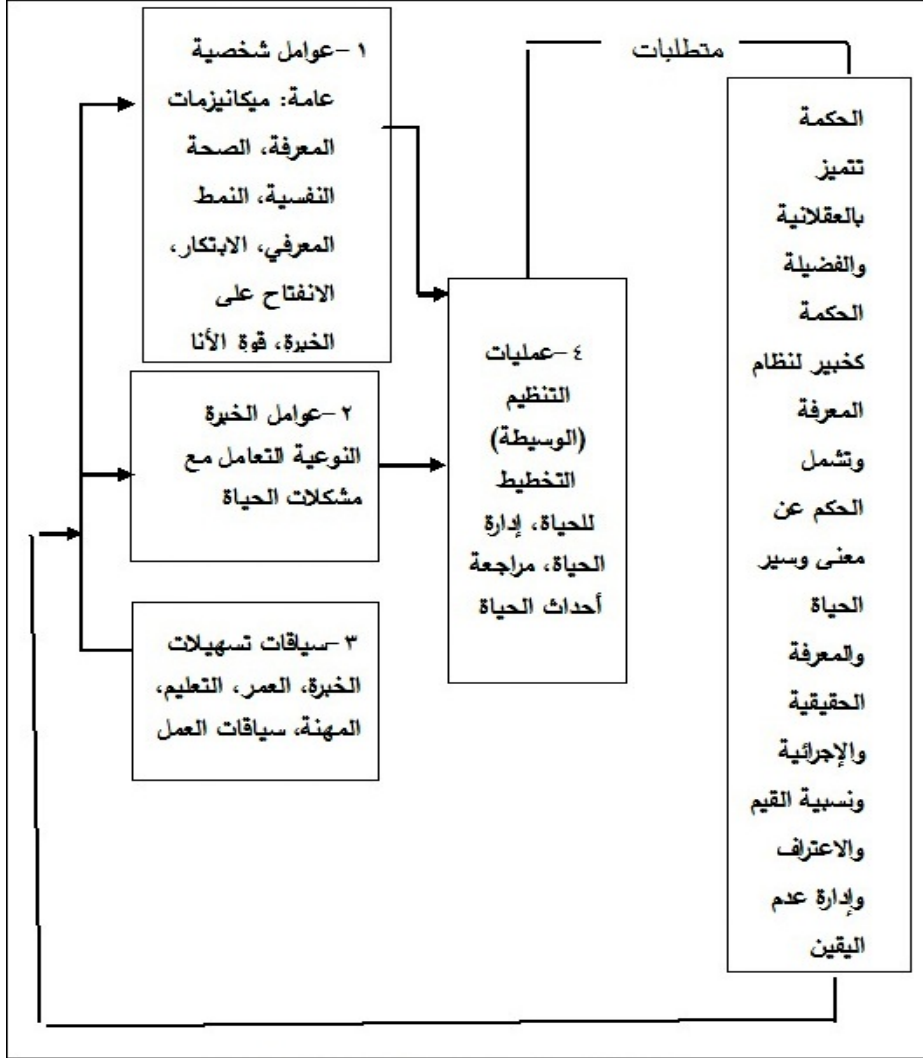 متطلبات
١ -عوامل شخصية
عامة: ميكانيزمات
المعرفة، الصحة
النفسية، النمط
المعرفي، الابتكار،
الانفتاح على
الخبرة، قوة الأنا
٢ -عوامل الخبرة
النوعية التعامل مع
مشكلات الحياة
٣ -سياقات تسهيلات
الخبرة، العمر، التعليم،
المهنة، سياقات العمل
٤ -عمليات
التنظيم
(الوسيطة)
التخطيط
للحياة، إدارة
الحياة، مراجعة
أحداث الحياة
الحكمة
تتميز
بالعقلانية
والفضيلة
الحكمة
كخبير لنظام
المعرفة
وتشمل
الحكم عن
معنى وسير
الحياة
والمعرفة
الحقيقية
والإجرائية
ونسبية القيم
والاعتراف
وإدارة عدم
اليقين